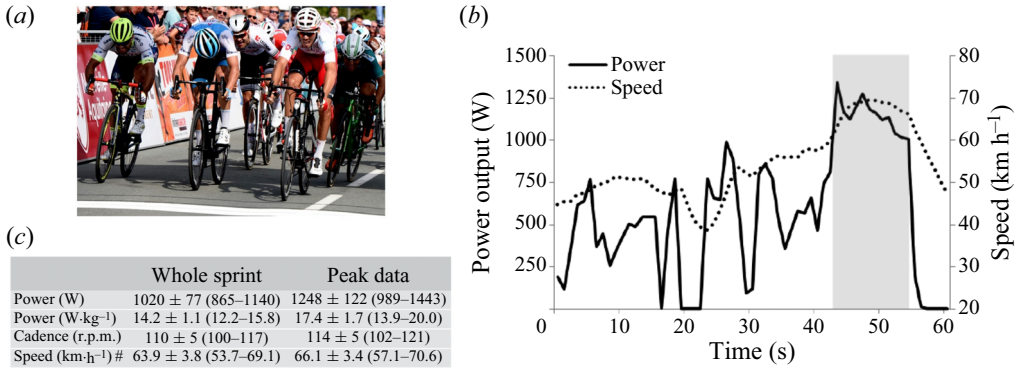 (a)
(b)
1500
1250
1000
750
500
250
0
Power output (W)
Power
Speed
80
70
60
50
40
30
20
Speed (km h–1)
0 10 20 30 40 50 60
Time (s)
(c)
Whole sprint Peak data
Power (W) 1020 ± 77 (865–1140) 1248 ± 122 (989–1443)
Power (W·kg–1) 14.2 ± 1.1 (12.2–15.8) 17.4 ± 1.7 (13.9–20.0)
Cadence (r.p.m.) 110 ± 5 (100–117) 114 ± 5 (102–121)
Speed (km·h–1) # 63.9 ± 3.8 (53.7–69.1) 66.1 ± 3.4 (57.1–70.6)